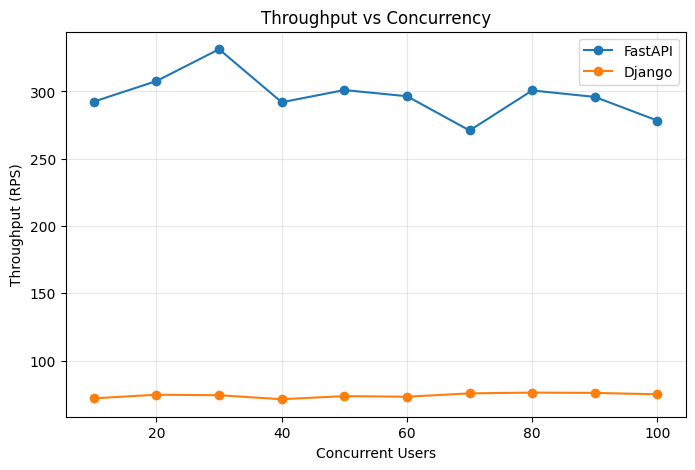 Throughput vs Concurrency
FastAPI
Django
Throughput (RPS)
300
250
200
150
100
20 40 60 80 100
Concurrent Users